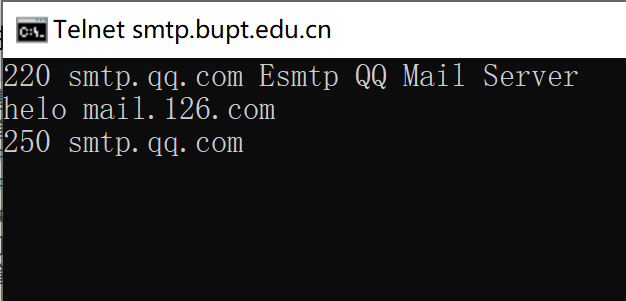 Telnet smtp.bupt.edu.cn
220 smtp.qq.com Esmtp QQ Mail Server
helo mail.126.com
250 smtp.qq.com